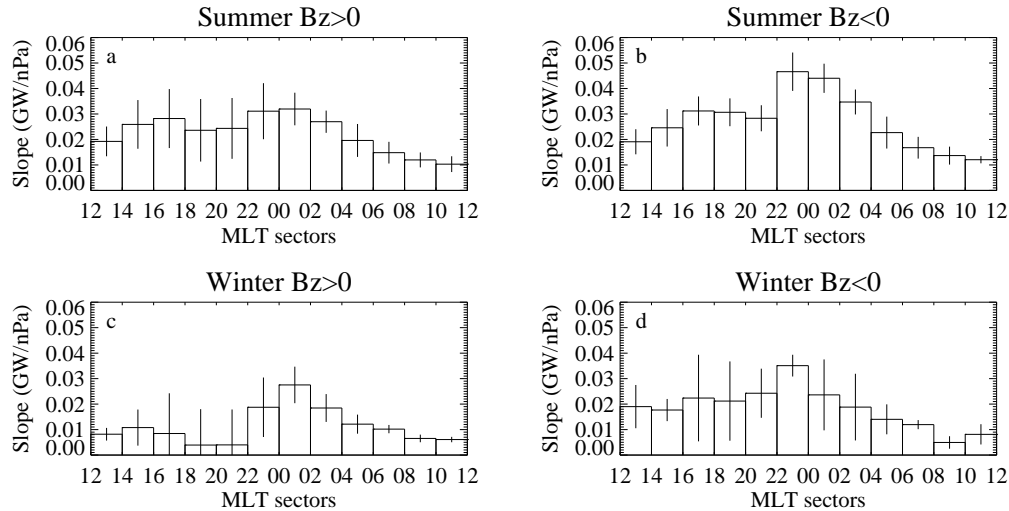 Summer Bz>0
a
Slope (GW/nPa)
0.06
0.05
0.04
0.03
0.02
0.01
0.00
12 14 16 18 20 22 00 02 04 06 08 10 12
MLT sectors
Summer Bz<0
b
Slope (GW/nPa)
0.06
0.05
0.04
0.03
0.02
0.01
0.00
12 14 16 18 20 22 00 02 04 06 08 10 12
MLT sectors
Winter Bz>0
c
Slope (GW/nPa)
0.06
0.05
0.04
0.03
0.02
0.01
0.00
12 14 16 18 20 22 00 02 04 06 08 10 12
MLT sectors
Winter Bz<0
d
Slope (GW/nPa)
0.06
0.05
0.04
0.03
0.02
0.01
0.00
12 14 16 18 20 22 00 02 04 06 08 10 12
MLT sectors